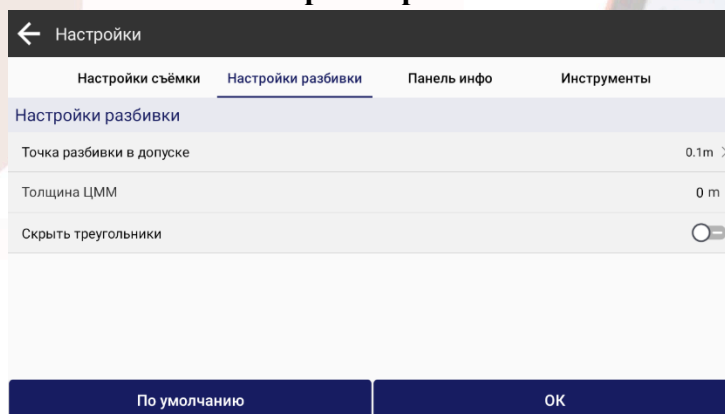 Настройки
Настройки съёмки Настройки разбивки Панель инфо Инструменты
Настройки разбивки
Точка разбивки в допуске 0.1m
Толщина ЦММ 0 m
Скрыть треугольники
По умолчанию ОК